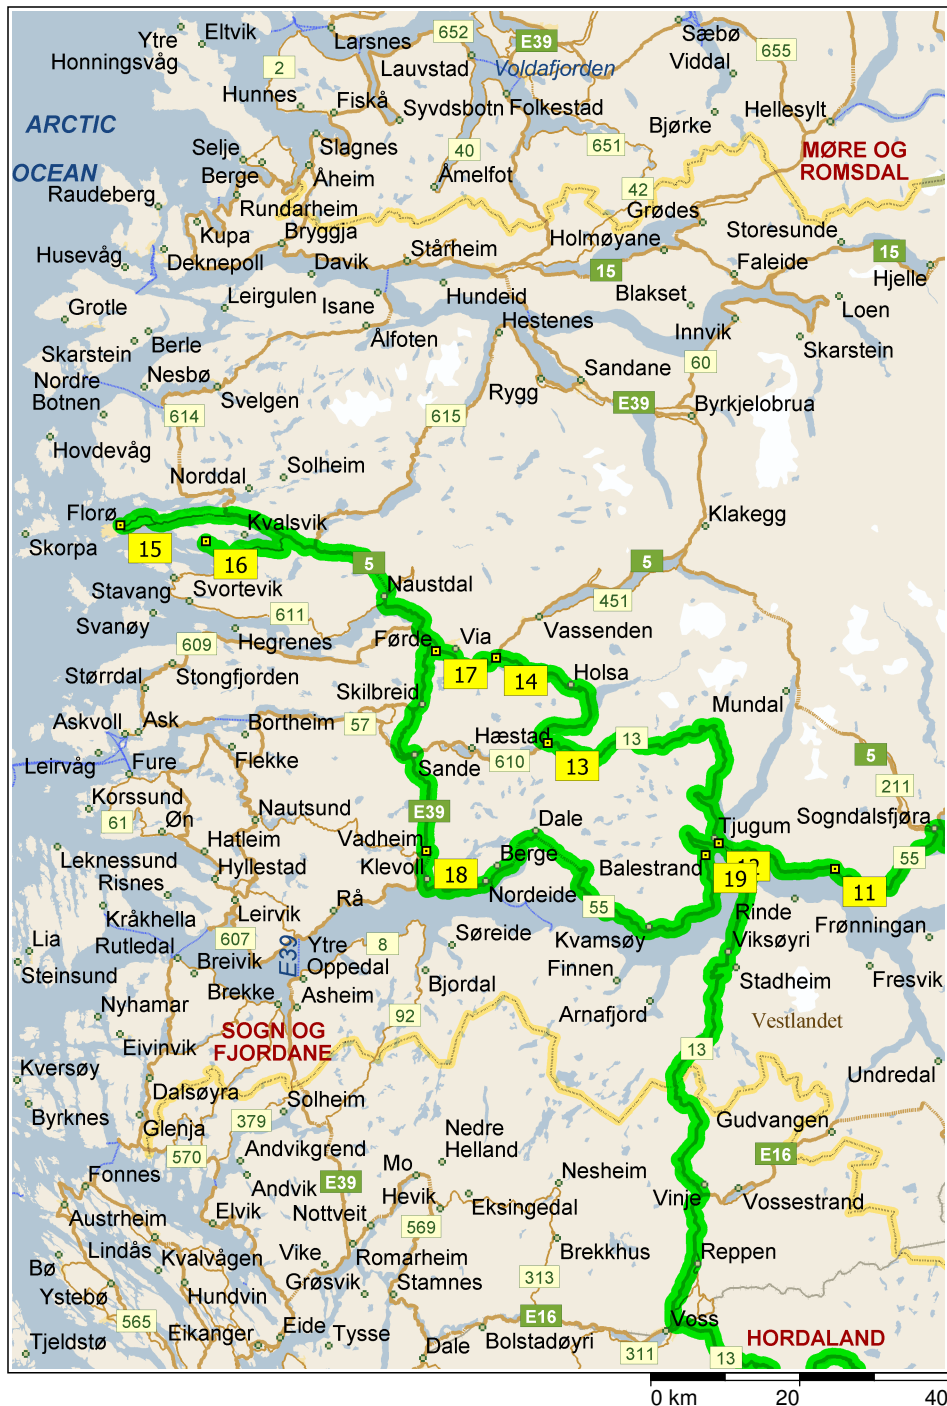 Eltvik
Ytre
Honningsvåg
Larsnes
652
E39
Sæbø
655
Lauvstad
Voldafjorden
Viddal
2
Hunnes
Fiskå
Syvdsbotn
Folkestad
Hellesylt
ARCTIC
OCEAN
Bjørke
Selje
Slagnes
40
651
MØRE OG
ROMSDAL
Berge
Åheim
Åmelfot
42
Raudeberg
Rundarheim
Grødes
Kupa
Bryggja
Stårheim
Holmøyane
Storesunde
Husevåg
Deknepoll
Davik
15
Faleide
15
Hjelle
Grotle
Leirgulen
Isane
Hundeid
Blakset
Loen
Hestenes
Innvik
Skarstein
Berle
Ålfoten
Skarstein
Nordre
Botnen
Nesbø
Sandane
60
Rygg
Svelgen
E39
Byrkjelobrua
614
615
Hovdevåg
Solheim
Norddal
Florø
Kvalsvik
Klakegg
Skorpa
15
16
5
5
Stavang
Svortevik
Naustdal
451
Svanøy
611
Vassenden
609
Hegrenes
Førde
Via
Størrdal
Stongfjorden
17
14
Holsa
Skilbreid
Mundal
Askvoll
Ask
Bortheim
57
Hæstad
13
Leirvåg
Fure
Flekke
Sande
610
13
5
211
Korssund
Nautsund
E39
61
Øn
Hatleim
Vadheim
Dale
Tjugum
Sogndalsfjøra
Leknessund
Hyllestad
Klevoll
Berge
Balestrand
12
55
Risnes
18
Nordeide
19
11
Kråkhella
Leirvik
Rå
55
Rinde
Frønningan
Lia
Rutledal
607
E39
Ytre
Oppedal
8
Søreide
Kvamsøy
Viksøyri
Steinsund
Breivik
Finnen
Stadheim
Fresvik
Nyhamar
Brekke
Asheim
Bjordal
Arnafjord
Eivinvik
SOGN OG
FJORDANE
92
Vestlandet
13
Kversøy
Dalsøyra
Undredal
Byrknes
Solheim
379
Glenja
Nedre
Helland
Gudvangen
570
Andvikgrend
E16
Fonnes
Andvik
E39
Mo
Nesheim
Hevik
Vinje
Vossestrand
Austrheim
Elvik
Nottveit
Eksingedal
569
Lindås
Kvalvågen
Vike
Romarheim
Brekkhus
Reppen
Bø
Grøsvik
Stamnes
313
Ystebø
Hundvin
565
Eikanger
Eide
E16
Voss
Tjeldstø
Tysse
Dale
Bolstadøyri
HORDALAND
311
13
0 km
20
40